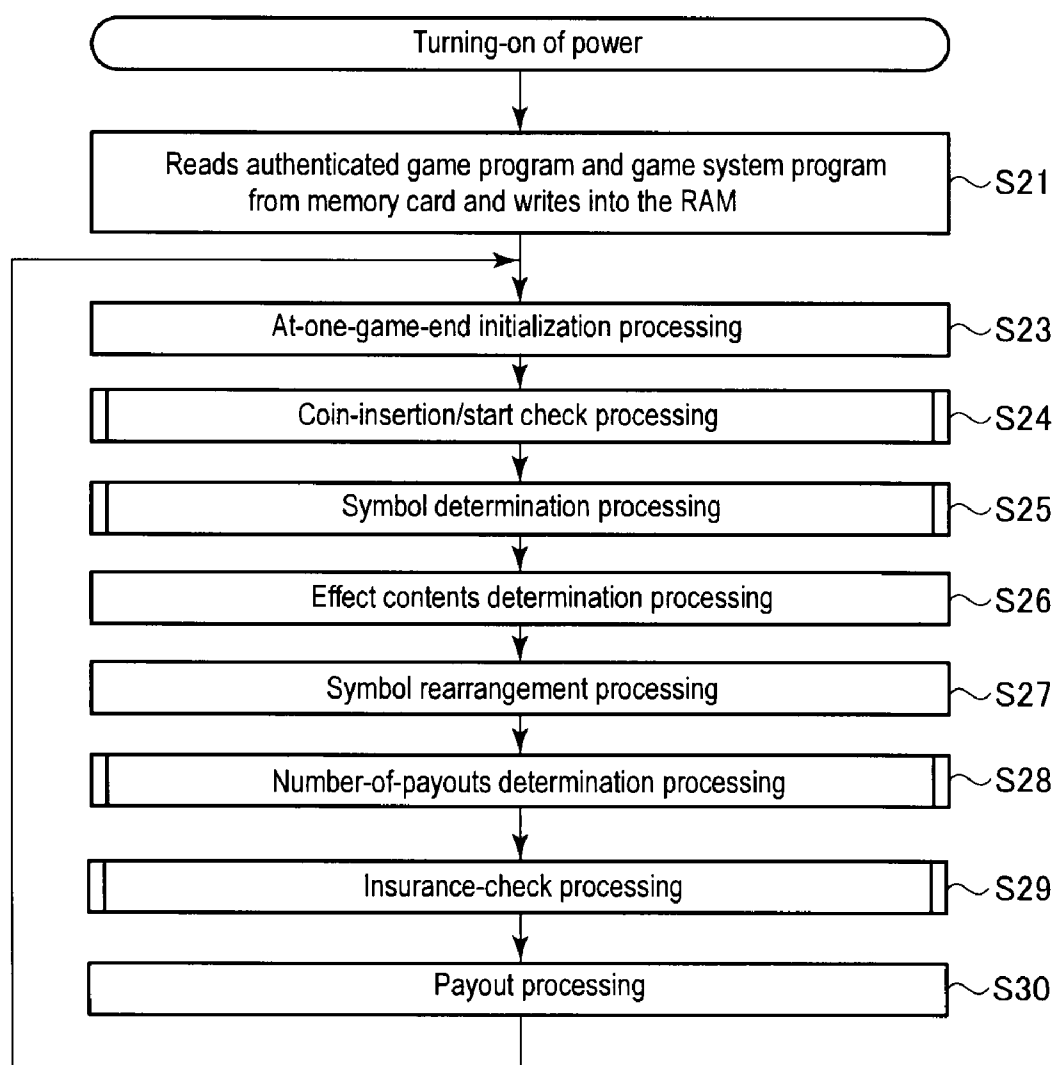 Turning-on of power
Reads authenticated game program and game system program
from memory card and writes into the RAM
S21
At-one-game-end initialization processing
S23
Coin-insertion/start check processing
S24
Symbol determination processing
S25
Effect contents determination processing
S26
Symbol rearrangement processing
S27
Number-of-payouts determination processing
S28
Insurance-check processing
S29
Payout processing
S30